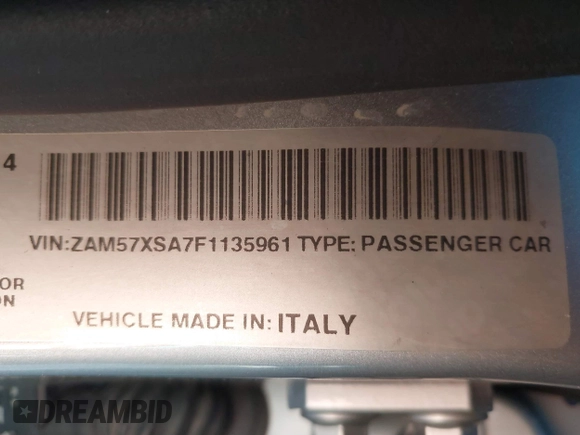 4
VIN:ZAM57XSA7F1135961 TYPE: PASSENGER CAR
OR
ON
VEHICLE MADE IN: ITALY
DREAMBID